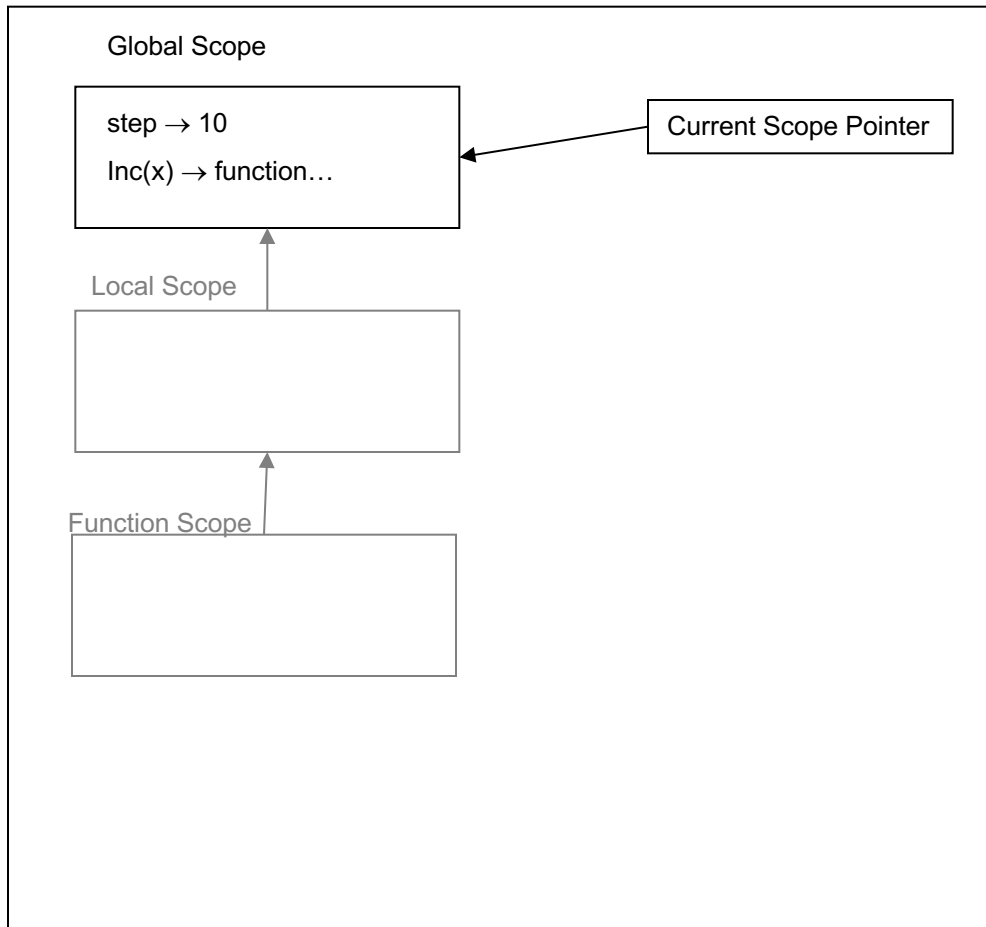 Global Scope
step → 10
Inc(x) → function…
Current Scope Pointer
Local Scope
Function Scope